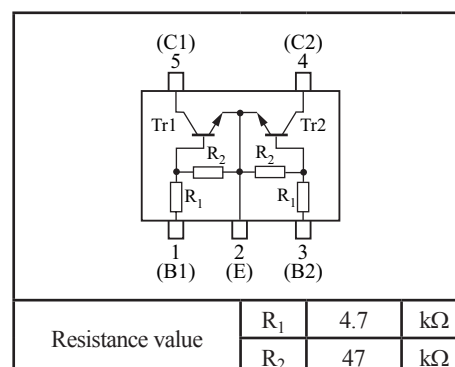 (C1) (C2)
5 4
Tr1 Tr2
R₂ R₂
R₁ R₁
1 2 3
(B1) (E) (B2)
Resistance value R₁ 4.7 kΩ
R₂ 47 kΩ